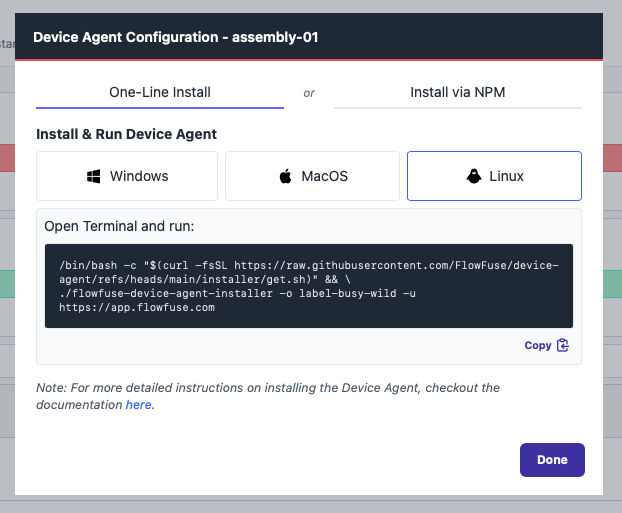 Device Agent Configuration - assembly-01
One-Line Install
or
Install via NPM
Install & Run Device Agent
Windows
MacOS
Linux
Open Terminal and run:
/bin/bash -c "$(curl -fsSL https://raw.githubusercontent.com/FlowFuse/device-
agent/refs/heads/main/installer/get.sh)" && \
./flowfuse-device-agent-installer -o label-busy-wild -u
https://app.flowfuse.com
Copy
Note: For more detailed instructions on installing the Device Agent, checkout the
documentation here.
Done